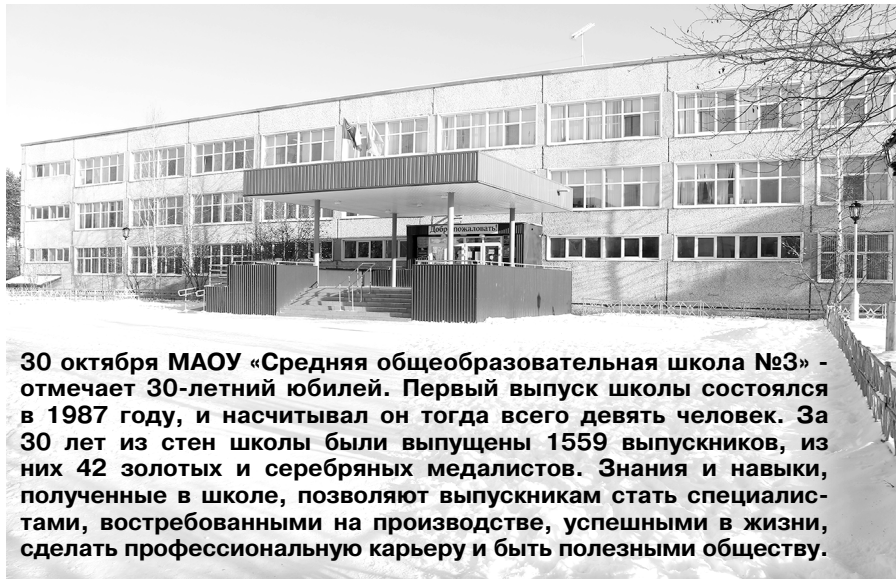 Добро пожаловать!
30 октября МАОУ «Средняя общеобразовательная школа №3» -
отмечает 30-летний юбилей. Первый выпуск школы состоялся
в 1987 году, и насчитывал он тогда всего девять человек. За
30 лет из стен школы были выпущены 1559 выпускников, из
них 42 золотых и серебряных медалистов. Знания и навыки,
полученные в школе, позволяют выпускникам стать специалис-
тами, востребованными на производстве, успешными в жизни,
сделать профессиональную карьеру и быть полезными обществу.